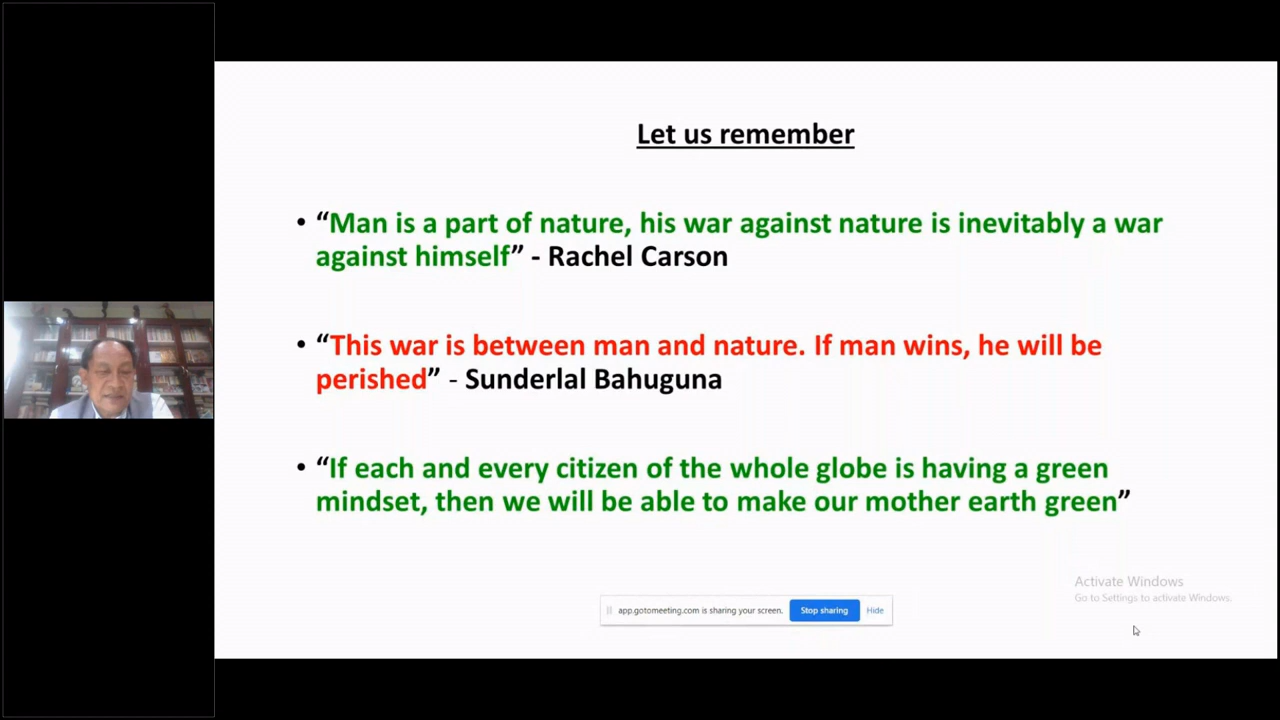 Let us remember
• “Man is a part of nature, his war against nature is inevitably a war
against himself” - Rachel Carson
• “This war is between man and nature. If man wins, he will be
perished” - Sunderlal Bahuguna
• “If each and every citizen of the whole globe is having a green
mindset, then we will be able to make our mother earth green”
Activate Windows
Go to Settings to activate Windows.
app.gotomeeting.com is sharing your screen. Stop sharing Hide